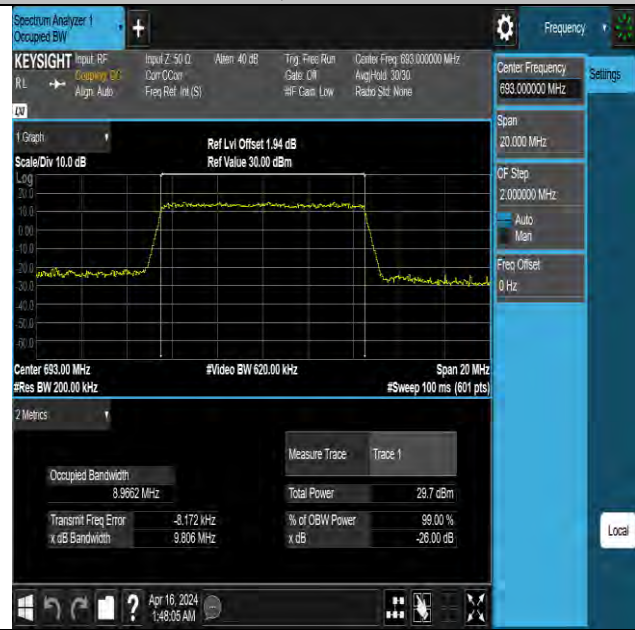 Spectrum Analyzer 1
Occupied BW
+
Frequency
KEYSIGHT Input: RF Input Z: 50 Ω Atten: 40 dB Trig: Free Run Center Freq: 693.000000 MHz
RL Coupling: DC Corr CCorr Gate: Off Avg|Hold: 30/30
Align: Auto Freq Ref: Int (S) #IF Gain: Low Radio Std: None
LXI
Center Frequency
693.000000 MHz
Settings
Span
20.000 MHz
CF Step
2.000000 MHz
Auto
Man
Freq Offset
0 Hz
1 Graph
Ref Lvl Offset 1.94 dB
Scale/Div 10.0 dB Ref Value 30.00 dBm
Log
20.0
10.0
0.00
-10.0
-20.0
-30.0
-40.0
-50.0
-60.0
Center 693.00 MHz #Video BW 620.00 kHz Span 20 MHz
#Res BW 200.00 kHz #Sweep 100 ms (601 pts)
2 Metrics
Measure Trace Trace 1
Occupied Bandwidth
8.9662 MHz Total Power 29.7 dBm
Transmit Freq Error -8.172 kHz % of OBW Power 99.00 %
x dB Bandwidth 9.806 MHz x dB -26.00 dB
Local
? Apr 16, 2024
1:48:05 AM